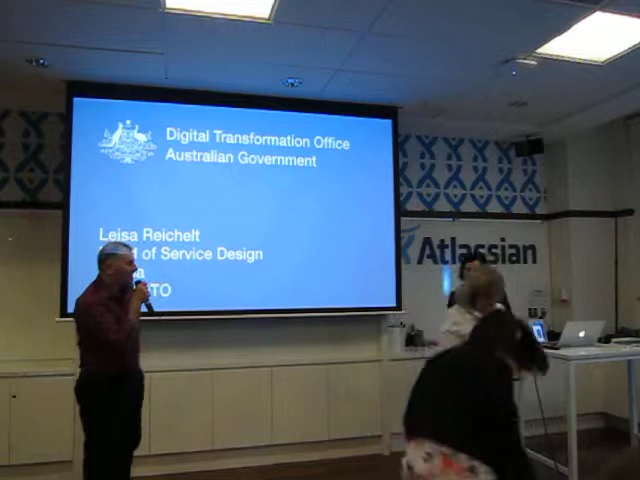 Digital Transformation Office
Australian Government
Leisa Reichelt
of Service Design
TO
Atlassian